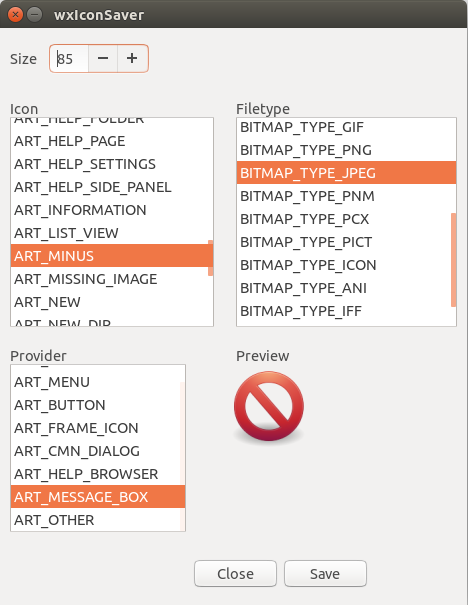 wxIconSaver
Size 85
Icon
ART_HELP_FOLDER
ART_HELP_PAGE
ART_HELP_SETTINGS
ART_HELP_SIDE_PANEL
ART_INFORMATION
ART_LIST_VIEW
ART_MINUS
ART_MISSING_IMAGE
ART_NEW
ART_NEW_DIR
Filetype
BITMAP_TYPE_GIF
BITMAP_TYPE_PNG
BITMAP_TYPE_JPEG
BITMAP_TYPE_PNM
BITMAP_TYPE_PCX
BITMAP_TYPE_PICT
BITMAP_TYPE_ICON
BITMAP_TYPE_ANI
BITMAP_TYPE_IFF
Provider
ART_MENU
ART_BUTTON
ART_FRAME_ICON
ART_CMN_DIALOG
ART_HELP_BROWSER
ART_MESSAGE_BOX
ART_OTHER
Preview
Close
Save